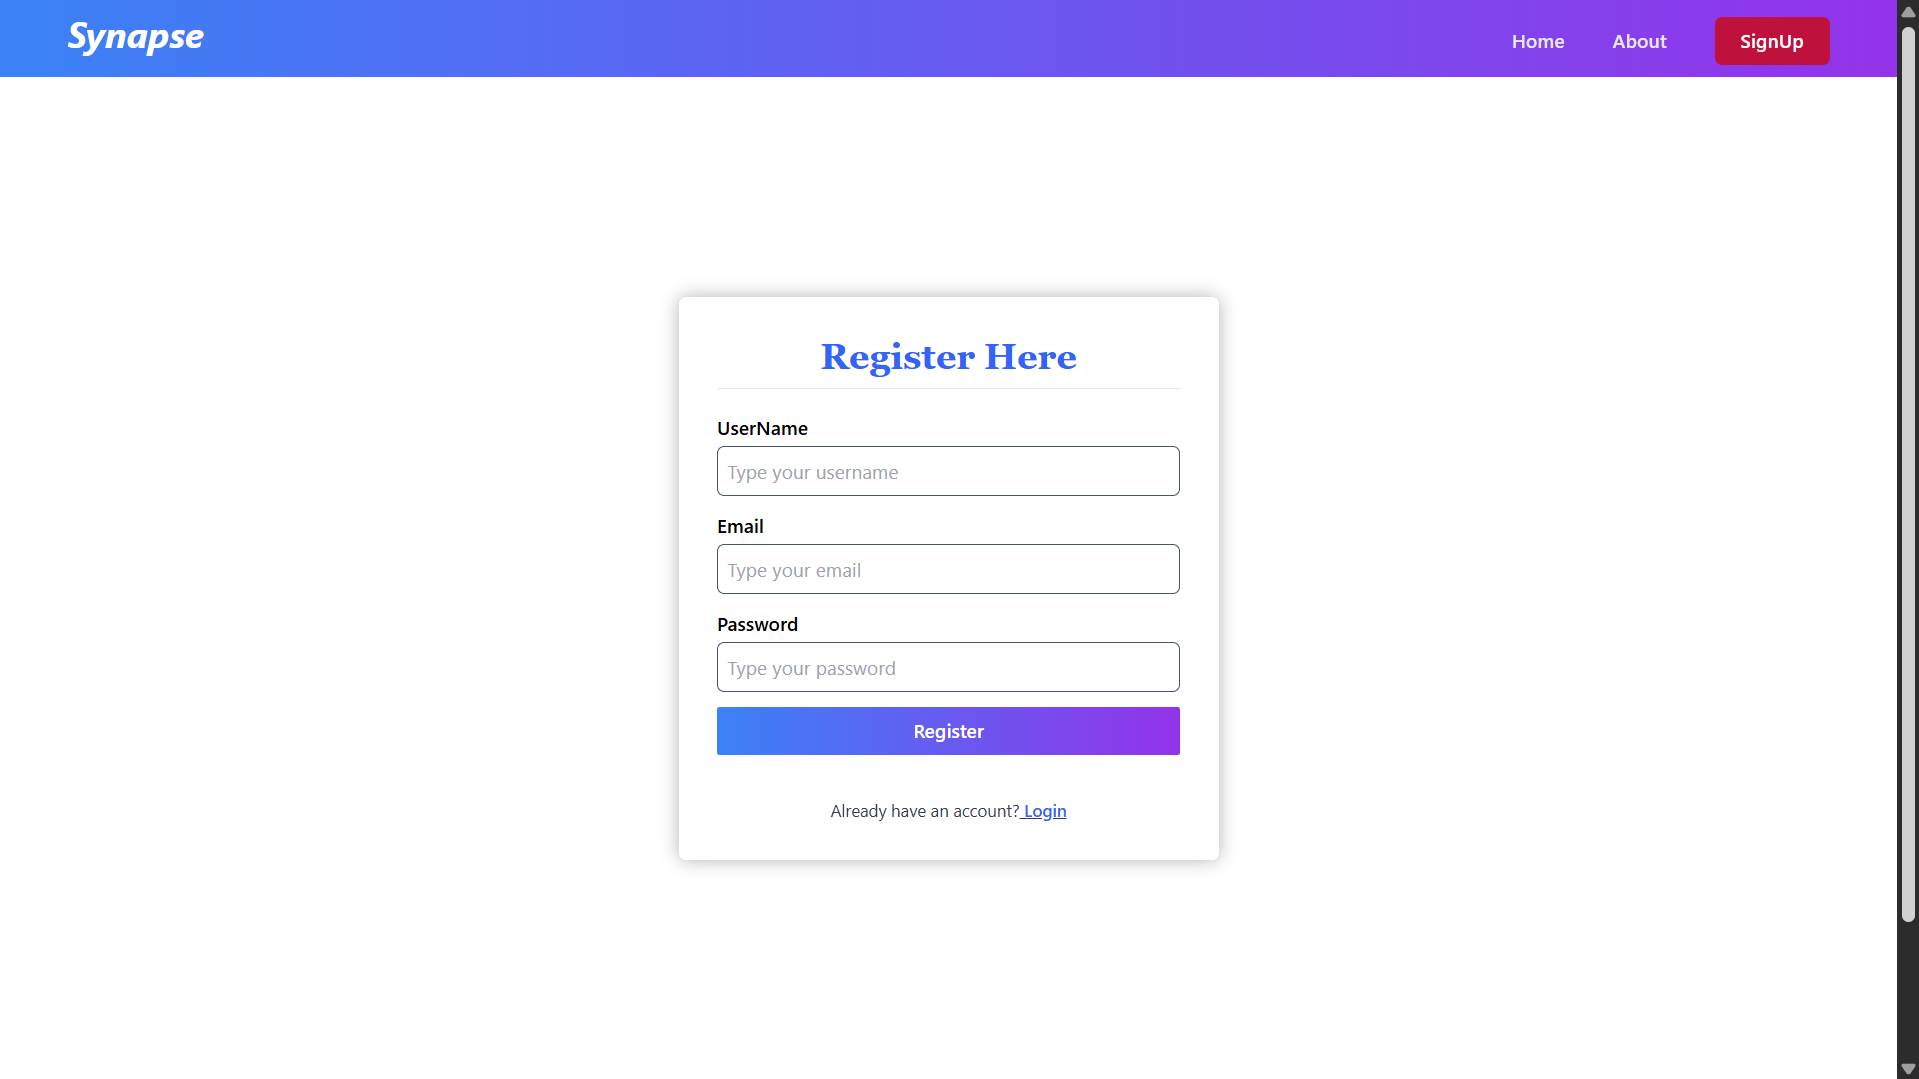 Synapse
Home
About
SignUp
Register Here
UserName
Type your username
Email
Type your email
Password
Type your password
Register
Already have an account? Login